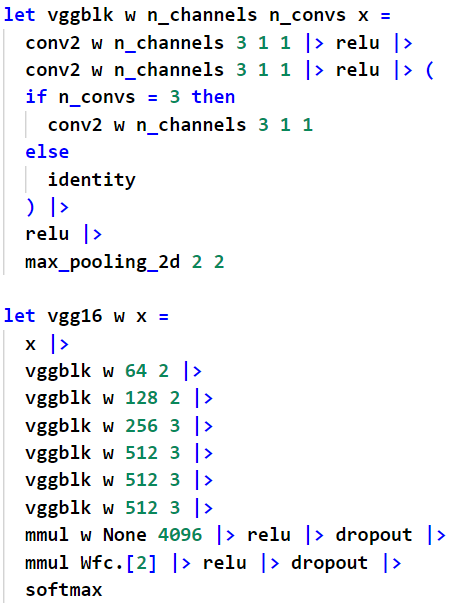 let vggblk w n_channels n_convs x =
  conv2 w n_channels 3 1 1 |> relu |>
  conv2 w n_channels 3 1 1 |> relu |> (
  if n_convs = 3 then
    conv2 w n_channels 3 1 1
  else
    identity
  ) |>
  relu |>
  max_pooling_2d 2 2

let vgg16 w x =
  x |>
  vggblk w 64 2 |>
  vggblk w 128 2 |>
  vggblk w 256 3 |>
  vggblk w 512 3 |>
  vggblk w 512 3 |>
  vggblk w 512 3 |>
  mmul w None 4096 |> relu |> dropout |>
  mmul Wfc.[2] |> relu |> dropout |>
  softmax